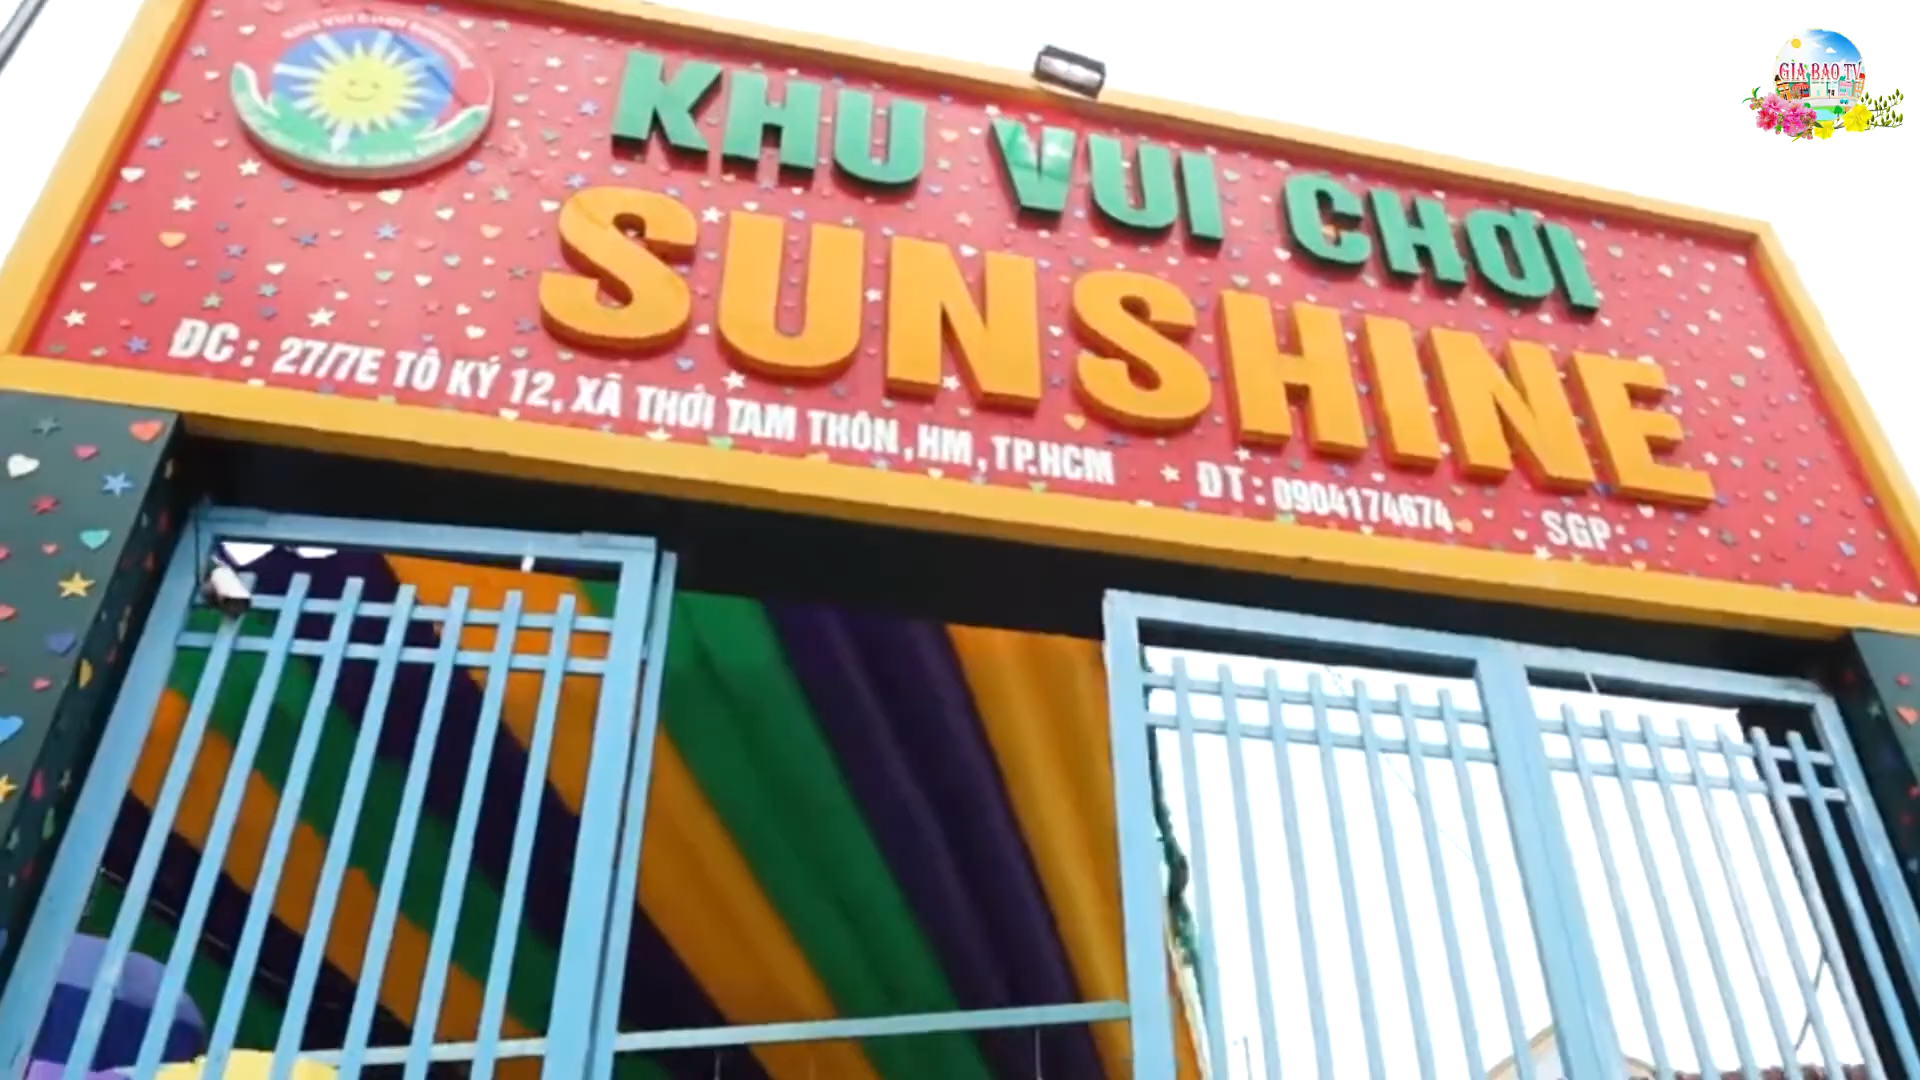 GIA BAO TV
KHU VUI CHƠI
SUNSHINE
ĐC : 27/7E TÔ KÝ 12, XÃ THỚI TAM THÔN , HM , TP.HCM
ĐT : 0904174674
SGP